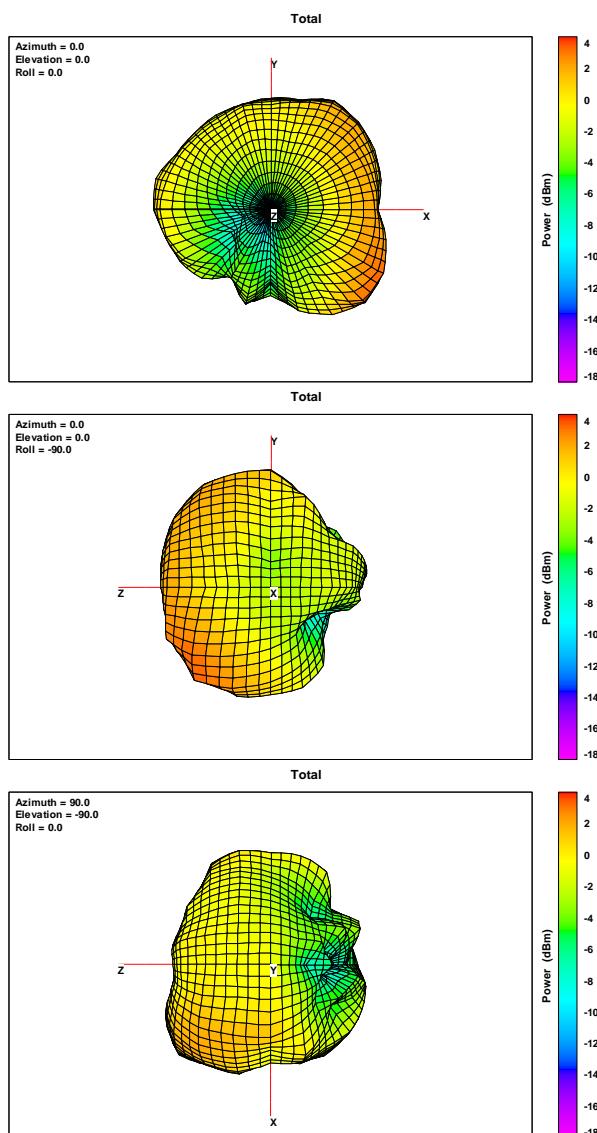 Total
Azimuth = 0.0
Elevation = 0.0
Roll = 0.0
Y
Z
X
4
2
0
-2
-4
-6
-8
-10
-12
-14
-16
-18
Power (dBm)
Total
Azimuth = 0.0
Elevation = 0.0
Roll = -90.0
Y
Z
X
4
2
0
-2
-4
-6
-8
-10
-12
-14
-16
-18
Power (dBm)
Total
Azimuth = 90.0
Elevation = -90.0
Roll = 0.0
Z
Y
X
4
2
0
-2
-4
-6
-8
-10
-12
-14
-16
-18
Power (dBm)